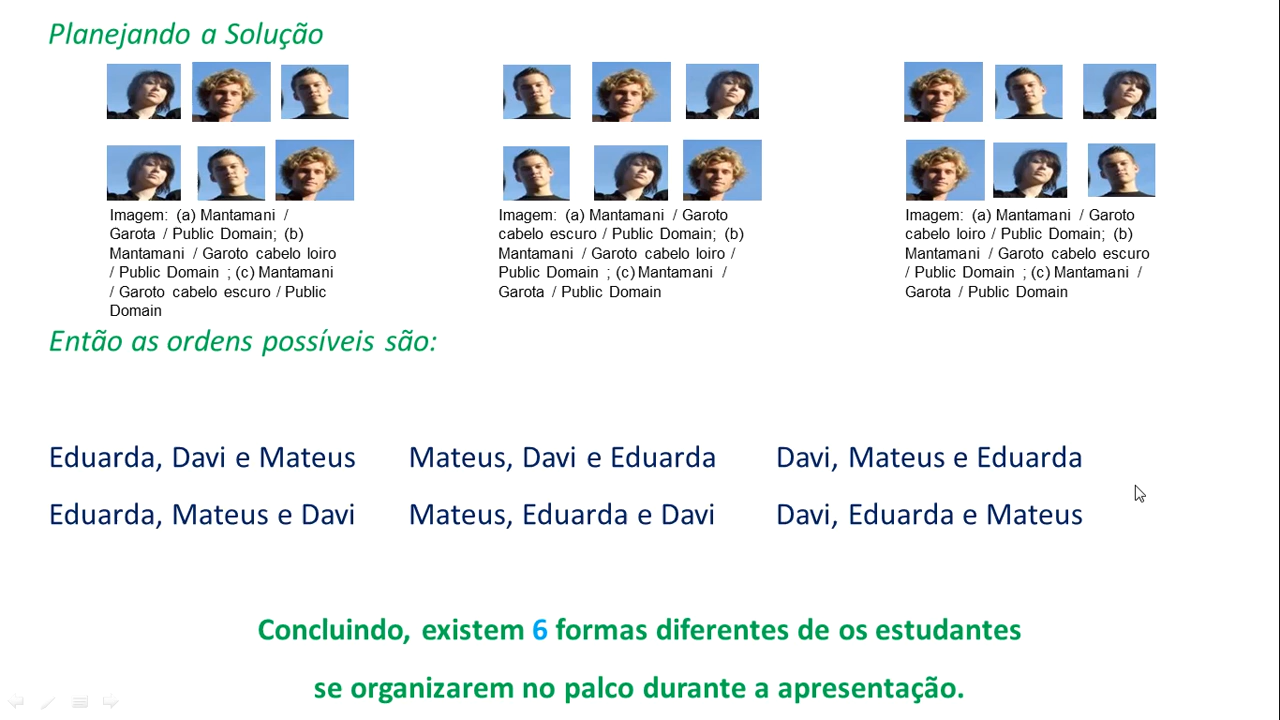 Planejando a Solução
Imagem: (a) Mantamani /
Garota / Public Domain; (b)
Mantamani / Garoto cabelo loiro
/ Public Domain ; (c) Mantamani
/ Garoto cabelo escuro / Public
Domain
Imagem: (a) Mantamani / Garoto
cabelo escuro / Public Domain; (b)
Mantamani / Garoto cabelo loiro /
Public Domain ; (c) Mantamani /
Garota / Public Domain
Imagem: (a) Mantamani / Garoto
cabelo loiro / Public Domain; (b)
Mantamani / Garoto cabelo escuro
/ Public Domain ; (c) Mantamani /
Garota / Public Domain
Então as ordens possíveis são:
Eduarda, Davi e Mateus Mateus, Davi e Eduarda Davi, Mateus e Eduarda
Eduarda, Mateus e Davi Mateus, Eduarda e Davi Davi, Eduarda e Mateus
Concluindo, existem 6 formas diferentes de os estudantes
se organizarem no palco durante a apresentação.